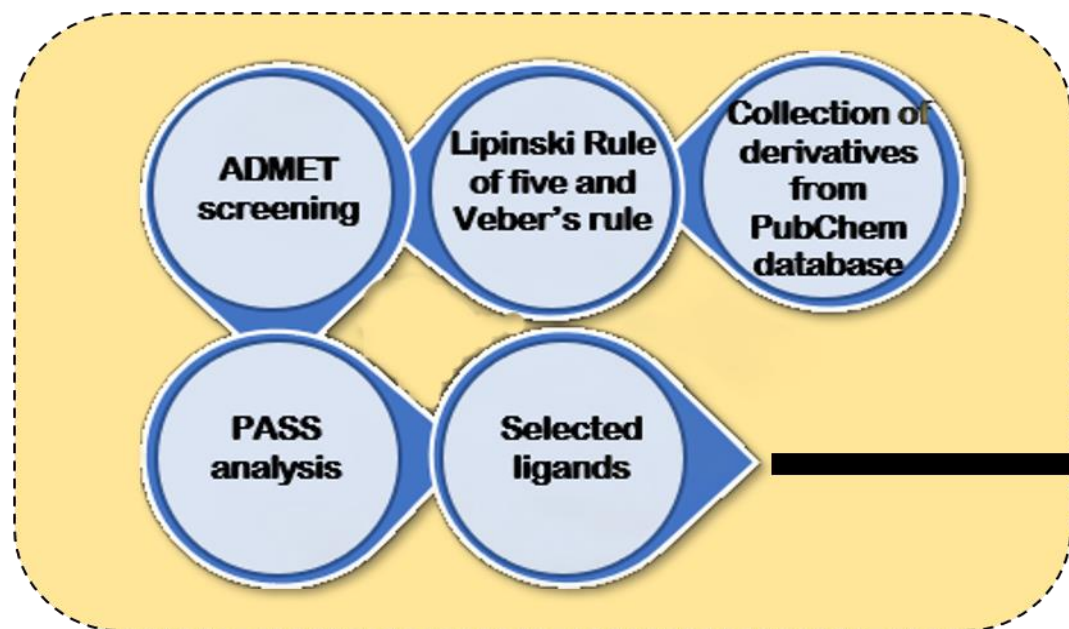 ADMET
screening
Lipinski Rule
of five and
Veber's rule
Collection of
derivatives
from
PubChem
database
PASS
analysis
Selected
ligands